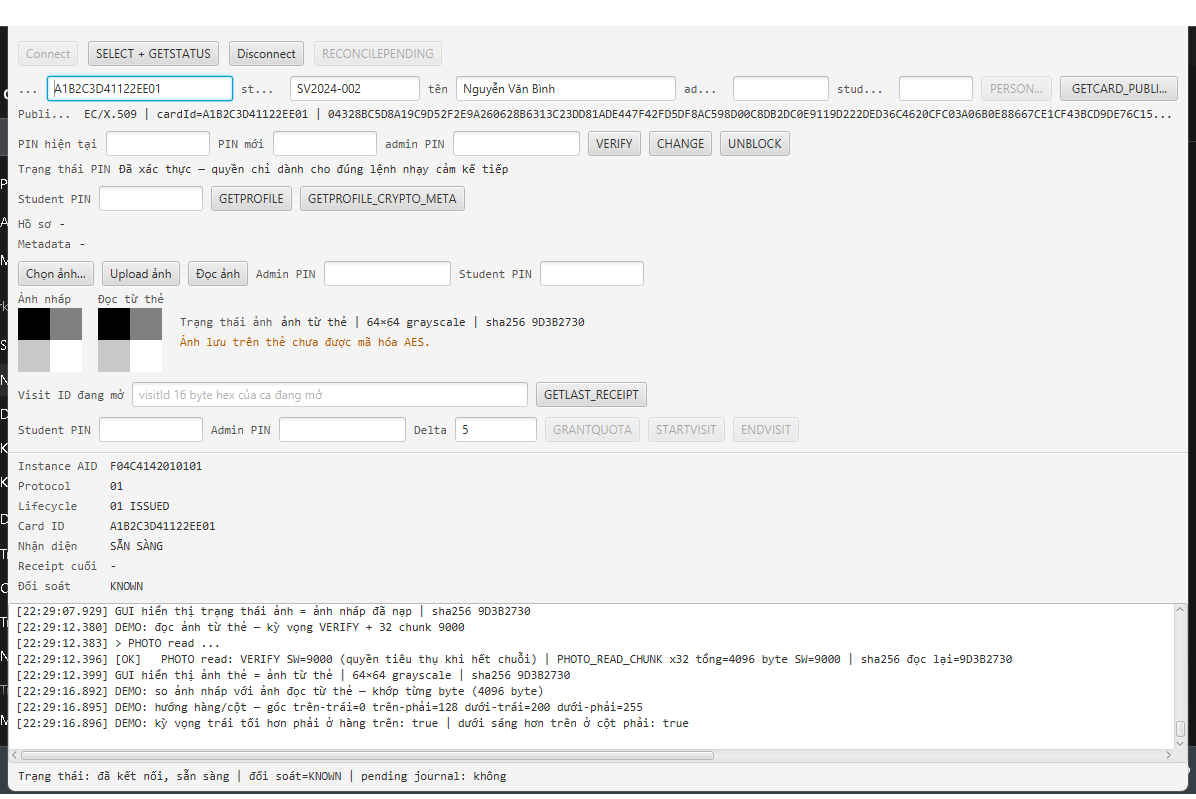 Connect SELECT + GETSTATUS Disconnect RECONCILEPENDING
... A1B2C3D41122EE01 st... SV2024-002 tên Nguyễn Văn Bình ad... stud... PERSON... GETCARD_PUBLI...
Publi... EC/X.509 | cardId=A1B2C3D41122EE01 | 04328BC5D8A19C9D52F2E9A260628B6313C23DD81ADE447F42FD5DF8AC598D00C8DB2DC0E9119D222DED36C4620CFC03A06B0E88667CE1CF43BCD9DE76C15...
PIN hiện tại PIN mới admin PIN VERIFY CHANGE UNBLOCK
Trạng thái PIN Đã xác thực — quyền chỉ dành cho đúng lệnh nhạy cảm kế tiếp
Student PIN GETPROFILE GETPROFILE_CRYPTO_META
Hồ sơ -
Metadata -
Chọn ảnh... Upload ảnh Đọc ảnh Admin PIN Student PIN
Ảnh nháp Đọc từ thẻ
Trạng thái ảnh ảnh từ thẻ | 64×64 grayscale | sha256 9D3B2730
Ảnh lưu trên thẻ chưa được mã hóa AES.
Visit ID đang mở visitId 16 byte hex của ca đang mở GETLAST_RECEIPT
Student PIN Admin PIN Delta 5 GRANTQUOTA STARTVISIT ENDVISIT
Instance AID F04C4142010101
Protocol 01
Lifecycle 01 ISSUED
Card ID A1B2C3D41122EE01
Nhận diện SẴN SÀNG
Receipt cuối -
Đối soát KNOWN
[22:29:07.929] GUI hiển thị trạng thái ảnh = ảnh nháp đã nạp | sha256 9D3B2730
[22:29:12.380] DEMO: đọc ảnh từ thẻ — kỳ vọng VERIFY + 32 chunk 9000
[22:29:12.383] > PHOTO read ...
[22:29:12.396] [OK] PHOTO read: VERIFY SW=9000 (quyền tiêu thụ khi hết chuỗi) | PHOTO_READ_CHUNK x32 tổng=4096 byte SW=9000 | sha256 đọc lại=9D3B2730
[22:29:12.399] GUI hiển thị ảnh thẻ = ảnh từ thẻ | 64×64 grayscale | sha256 9D3B2730
[22:29:16.892] DEMO: so ảnh nháp với ảnh đọc từ thẻ — khớp từng byte (4096 byte)
[22:29:16.895] DEMO: hướng hàng/cột — góc trên-trái=0 trên-phải=128 dưới-trái=200 dưới-phải=255
[22:29:16.896] DEMO: kỳ vọng trái tối hơn phải ở hàng trên: true | dưới sáng hơn trên ở cột phải: true
Trạng thái: đã kết nối, sẵn sàng | đối soát=KNOWN | pending journal: không